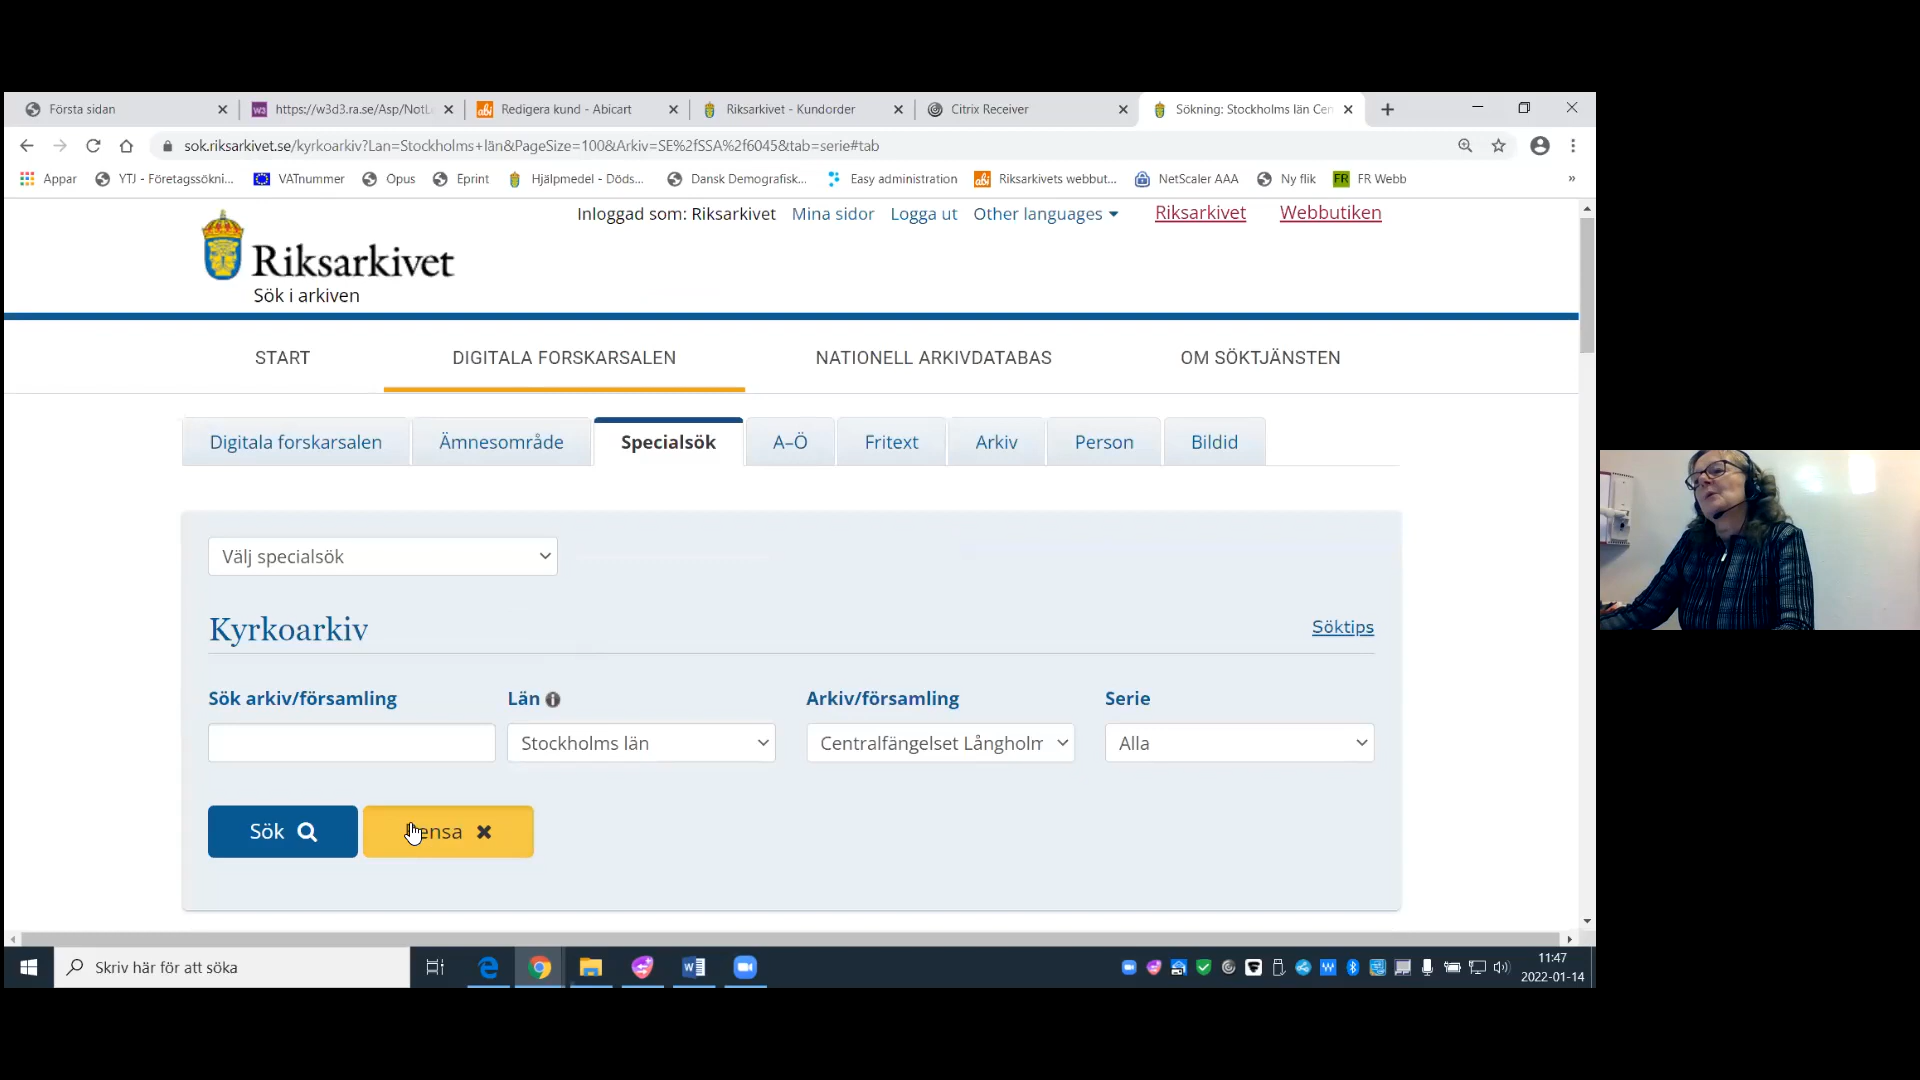 Första sidan
https://w3d3.ra.se/Asp/NotL
Redigera kund - Abicart
Riksarkivet - Kundorder
Citrix Receiver
Sökning: Stockholms län Cen
sok.riksarkivet.se/kyrkoarkiv?Lan=Stockholms+län&PageSize=100&Arkiv=SE%2fSSA%2f6045&tab=serie#tab
Appar
YTJ - Företagssökni...
VATnummer
Opus
Eprint
Hjälpmedel - Döds...
Dansk Demografisk...
Easy administration
Riksarkivets webbut...
NetScaler AAA
Ny flik
FR FR Webb
»
Inloggad som: Riksarkivet Mina sidor Logga ut Other languages Riksarkivet Webbutiken
Riksarkivet
Sök i arkiven
START DIGITALA FORSKARSALEN NATIONELL ARKIVDATABAS OM SÖKTJÄNSTEN
Digitala forskarsalen Ämnesområde Specialsök A–Ö Fritext Arkiv Person Bildid
Välj specialsök
Kyrkoarkiv
Söktips
Sök arkiv/församling Län Arkiv/församling Serie
Stockholms län Centralfängelset Långholm Alla
Sök ensa
Skriv här för att söka
11:47
2022-01-14